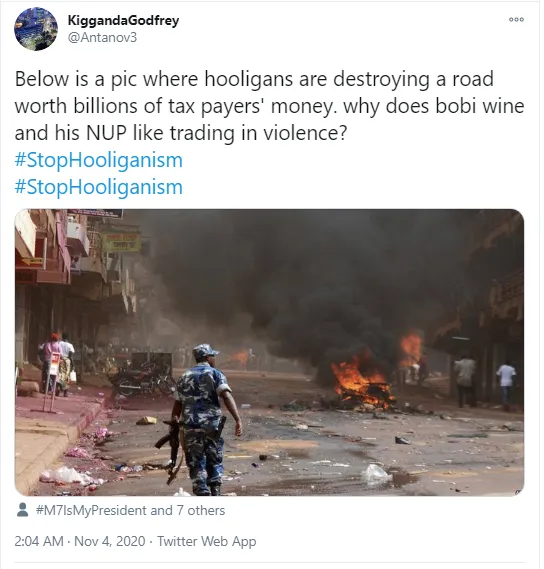 KiggandaGodfrey
@Antanov3
Below is a pic where hooligans are destroying a road
worth billions of tax payers' money. why does bobi wine
and his NUP like trading in violence?
#StopHooliganism
#StopHooliganism
#M7IsMyPresident and 7 others
2:04 AM · Nov 4, 2020 · Twitter Web App